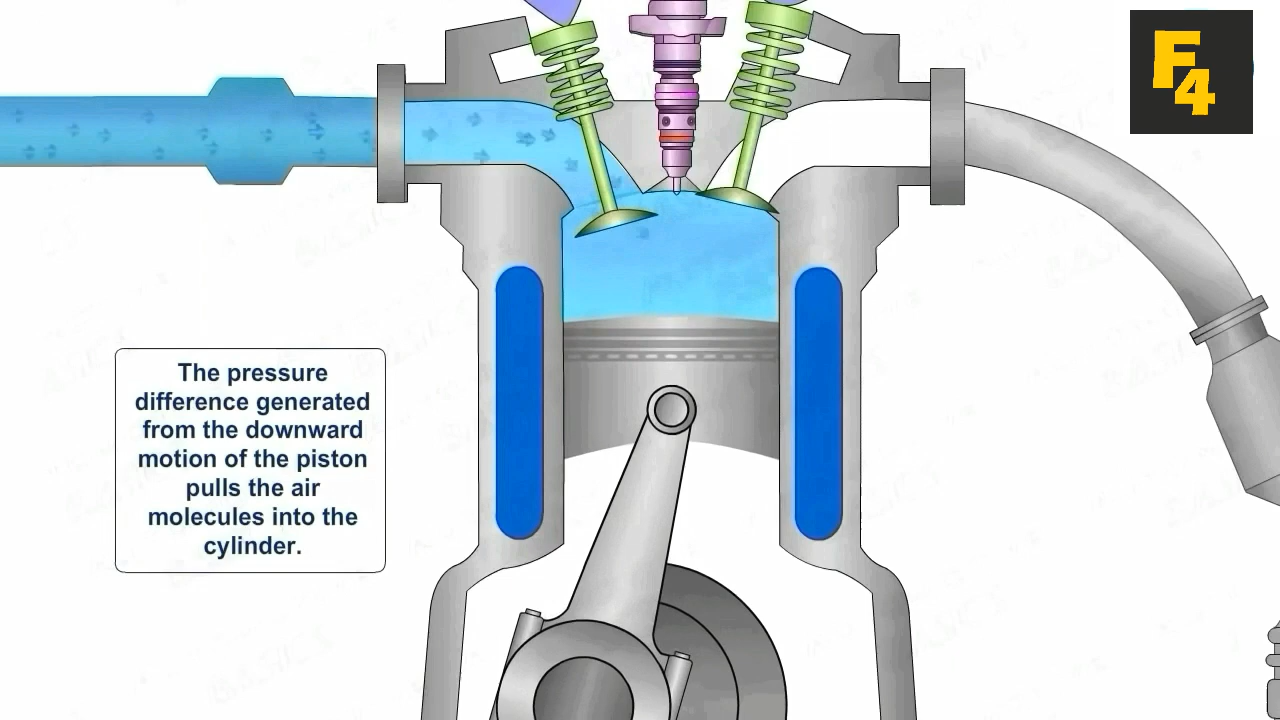 F4
The pressure
difference generated
from the downward
motion of the piston
pulls the air
molecules into the
cylinder.